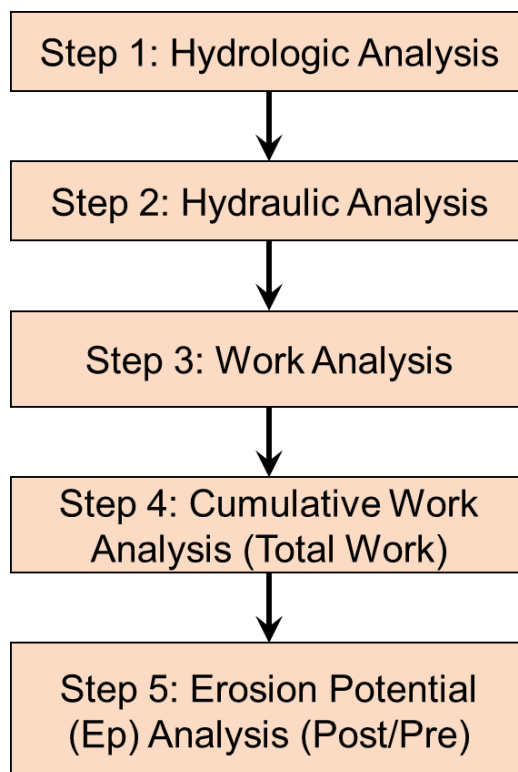 Step 1: Hydrologic Analysis
Step 2: Hydraulic Analysis
Step 3: Work Analysis
Step 4: Cumulative Work
Analysis (Total Work)
Step 5: Erosion Potential
(Ep) Analysis (Post/Pre)